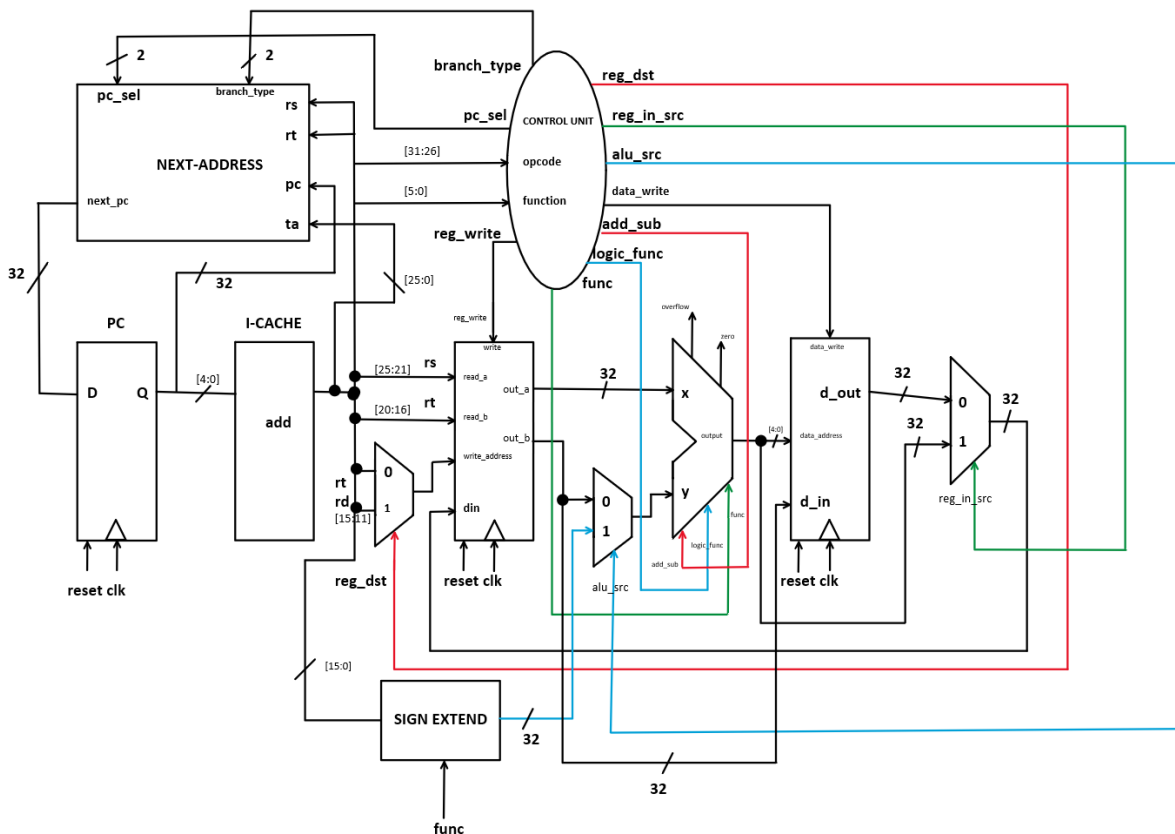 2
2
branch_type
reg_dst
pc_sel
branch_type
rs
pc_sel
CONTROL UNIT
reg_in_src
rt
NEXT-ADDRESS
[31:26]
opcode
alu_src
pc
[5:0]
function
data_write
next_pc
ta
reg_write
add_sub
logic_func
32
32
[25:0]
func
PC
I-CACHE
reg_write
overflow
zero
write
data_write
rs
[25:21]
read_a
32
32
32
[4:0]
out_a
x
d_out
0
D
Q
rt
[20:16]
read_b
add
out_b
output
[4:0]
data_address
32
1
write_address
0
rt
rd
1
[15:11]
din
0
y
d_in
reg_in_src
1
func
logic_func
add_sub
reset clk
reg_dst
reset clk
alu_src
reset clk
[15:0]
SIGN EXTEND
32
32
func